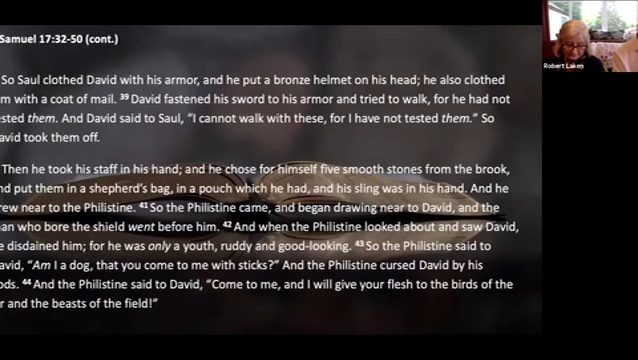 Samuel 17:32-50 (cont.)
So Saul clothed David with his armor, and he put a bronze helmet on his head; he also clothed
m with a coat of mail. 39 David fastened his sword to his armor and tried to walk, for he had not
ested them. And David said to Saul, “I cannot walk with these, for I have not tested them.” So
avid took them off.
Then he took his staff in his hand; and he chose for himself five smooth stones from the brook,
nd put them in a shepherd’s bag, in a pouch which he had, and his sling was in his hand. And he
rew near to the Philistine. 41 So the Philistine came, and began drawing near to David, and the
an who bore the shield went before him. 42 And when the Philistine looked about and saw David,
e disdained him; for he was only a youth, ruddy and good-looking. 43 So the Philistine said to
avid, “Am I a dog, that you come to me with sticks?” And the Philistine cursed David by his
ods. 44 And the Philistine said to David, “Come to me, and I will give your flesh to the birds of the
r and the beasts of the field!”
Robert Laken